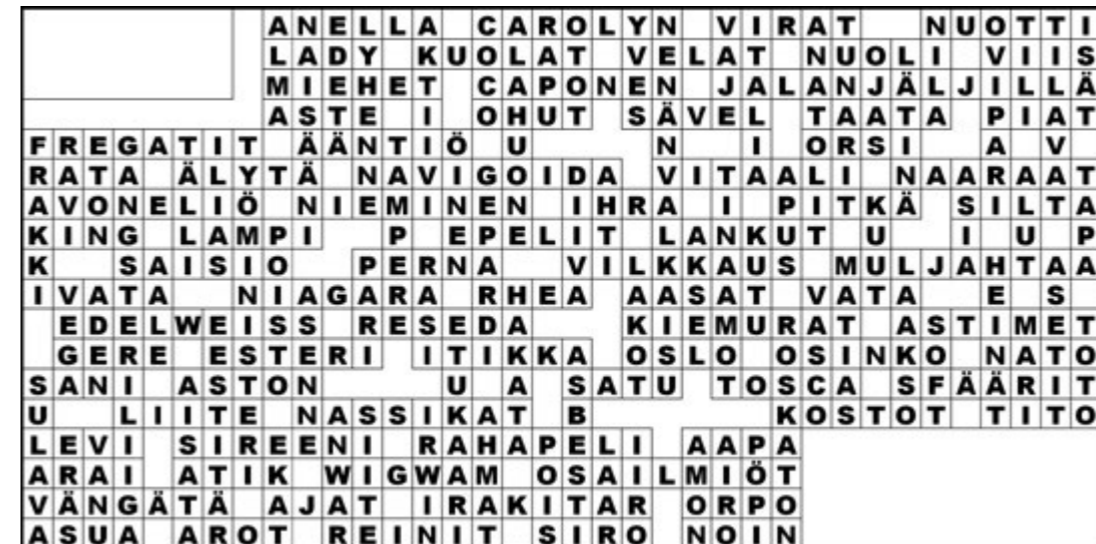 ANELLA CAROLYN VIRAT NUOTTI
LADY KUOLAT VELAT NUOLI VIIS
MIEHET CAPONEN JALANJÄLJILLÄ
ASTE I OHUT SÄVEL TAATA PIAT
FREGATIT ÄÄNTIÖ U N I ORSI A V
RATA ÄLYTÄ NAVIGOIDA VITAALI NAARAAT
AVONELIÖ NIEMINEN IHRA I PITKÄ SILTA
KING LAMPI P EPELIT LANKUT U I U P
K SAISIO PERNA VILKKAUS MULJAHTAA
IVATA NIAGARA RHEA AASAT VATA E S
EDELWEISS RESEDA KIEMURAT ASTIMET
GERE ESTERI ITIKKA OSLO OSINKO NATO
SANI ASTON U A SATU TOSCA SFÄÄRIT
U LIITE NASSIKAT B KOSTOT TITO
LEVI SIREENI RAHAPELI AAPA
ARAI ATIK WIGWAM OSAILMIÖT
VÄNGÄTÄ AJAT IRAKITAR ORPO
ASUA AROT REINIT SIRO NOIN